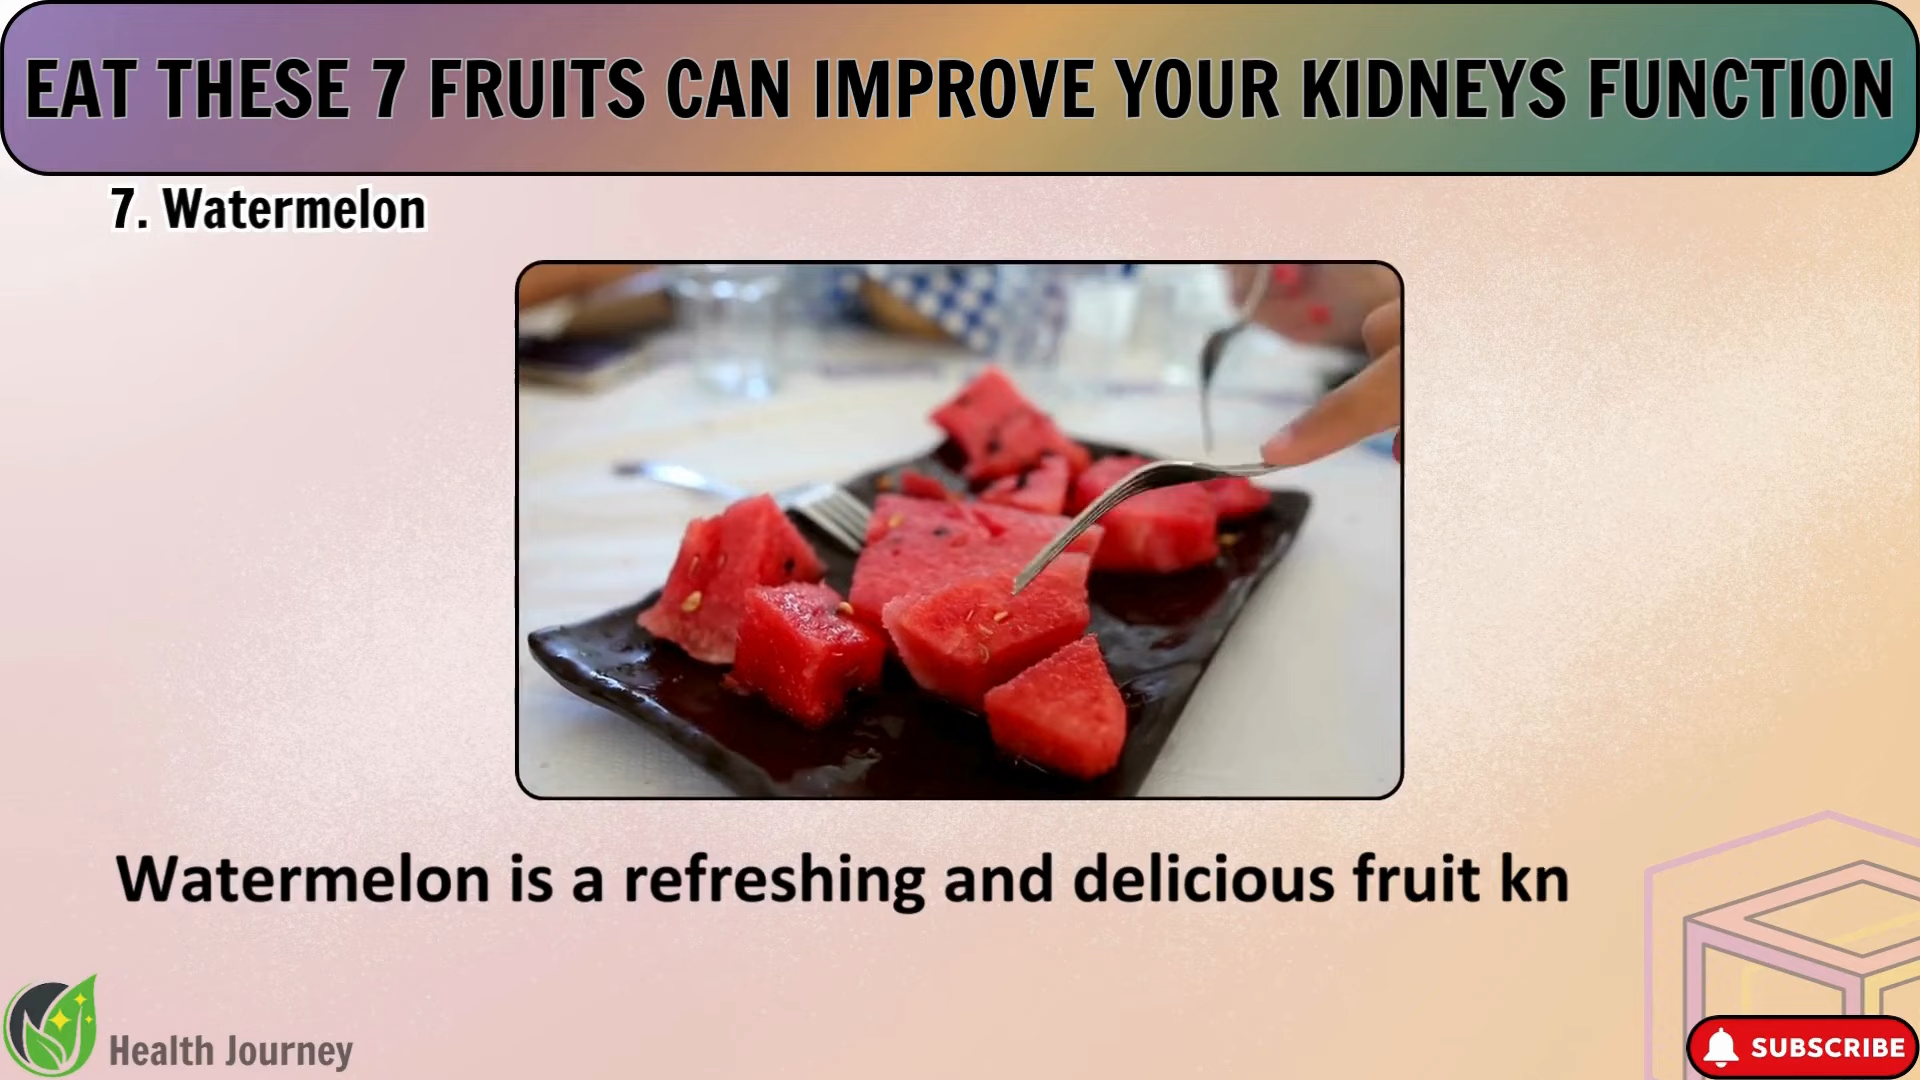 EAT THESE 7 FRUITS CAN IMPROVE YOUR KIDNEYS FUNCTION
7. Watermelon
Watermelon is a refreshing and delicious fruit kn
Health Journey
SUBSCRIBE